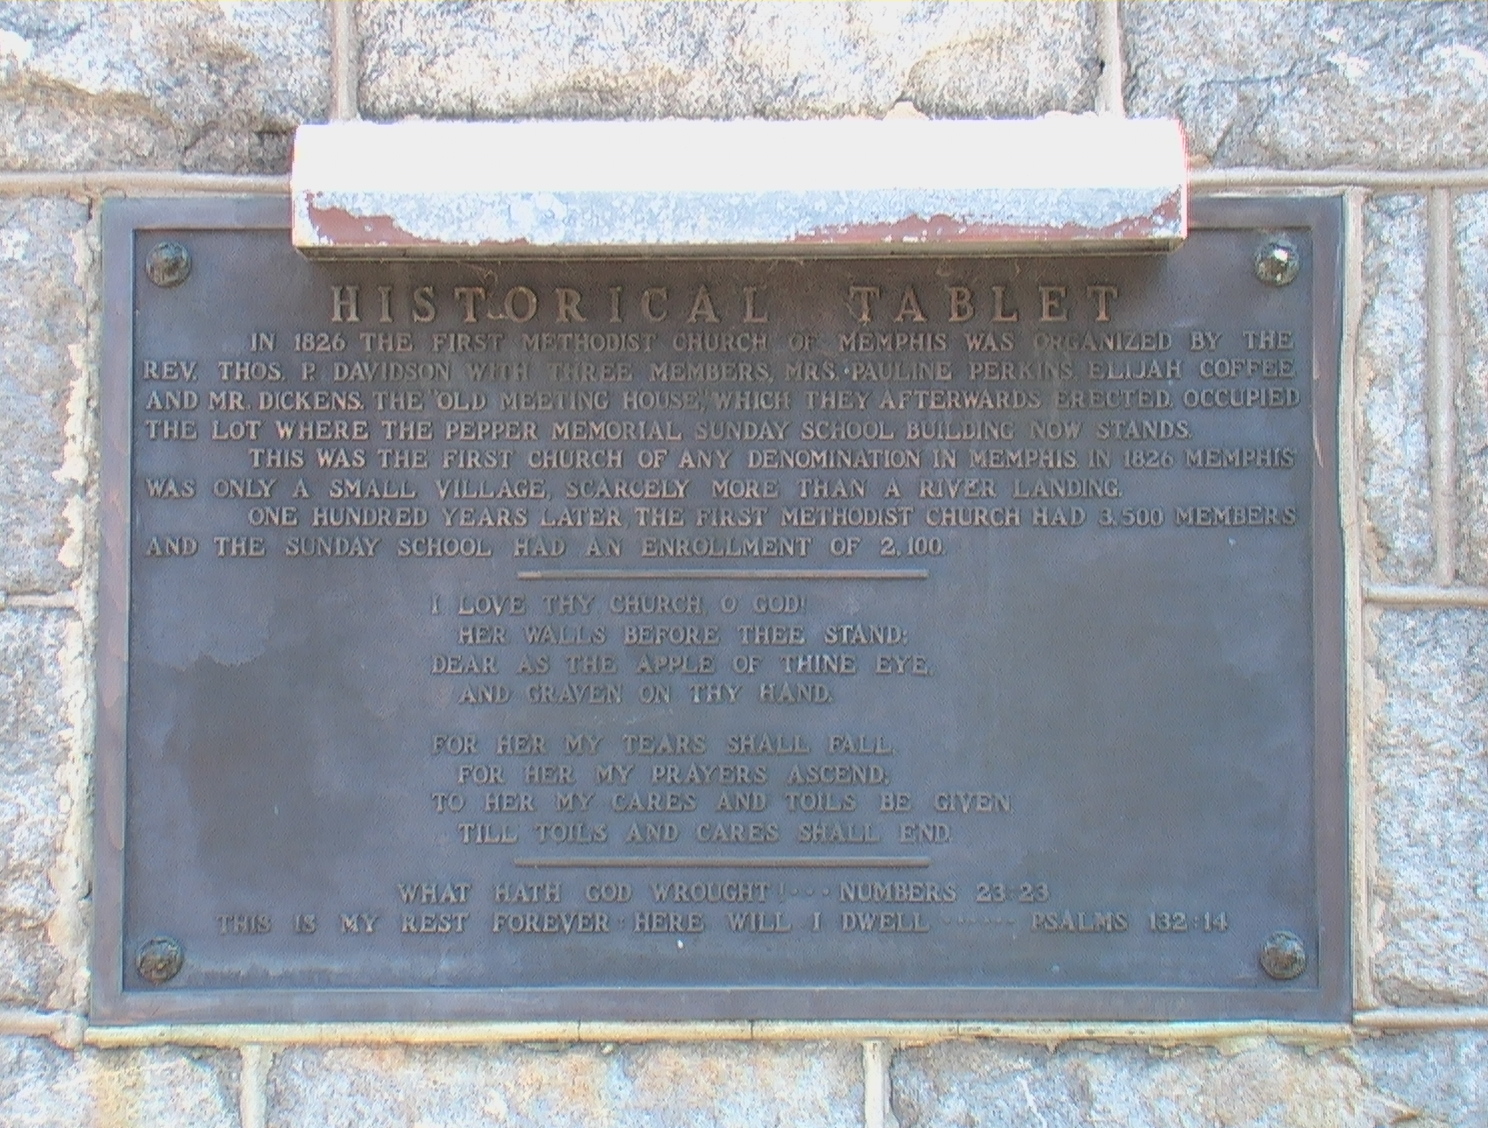 HISTORICAL TABLET
IN 1826 THE FIRST METHODIST CHURCH OF MEMPHIS WAS ORGANIZED BY THE
REV. THOS. P. DAVIDSON WITH THREE MEMBERS, MRS. PAULINE PERKINS, ELIJAH COFFEE
AND MR. DICKENS. THE "OLD MEETING HOUSE," WHICH THEY AFTERWARDS ERECTED, OCCUPIED
THE LOT WHERE THE PEPPER MEMORIAL SUNDAY SCHOOL BUILDING NOW STANDS.
THIS WAS THE FIRST CHURCH OF ANY DENOMINATION IN MEMPHIS. IN 1826 MEMPHIS
WAS ONLY A SMALL VILLAGE, SCARCELY MORE THAN A RIVER LANDING.
ONE HUNDRED YEARS LATER THE FIRST METHODIST CHURCH HAD 3,500 MEMBERS
AND THE SUNDAY SCHOOL HAD AN ENROLLMENT OF 2,100.
I LOVE THY CHURCH, O GOD!
HER WALLS BEFORE THEE STAND;
DEAR AS THE APPLE OF THINE EYE,
AND GRAVEN ON THY HAND.
FOR HER MY TEARS SHALL FALL,
FOR HER MY PRAYERS ASCEND;
TO HER MY CARES AND TOILS BE GIVEN
TILL TOILS AND CARES SHALL END.
WHAT HATH GOD WROUGHT! --- NUMBERS 23:23
THIS IS MY REST FOREVER: HERE WILL I DWELL ------ PSALMS 132:14